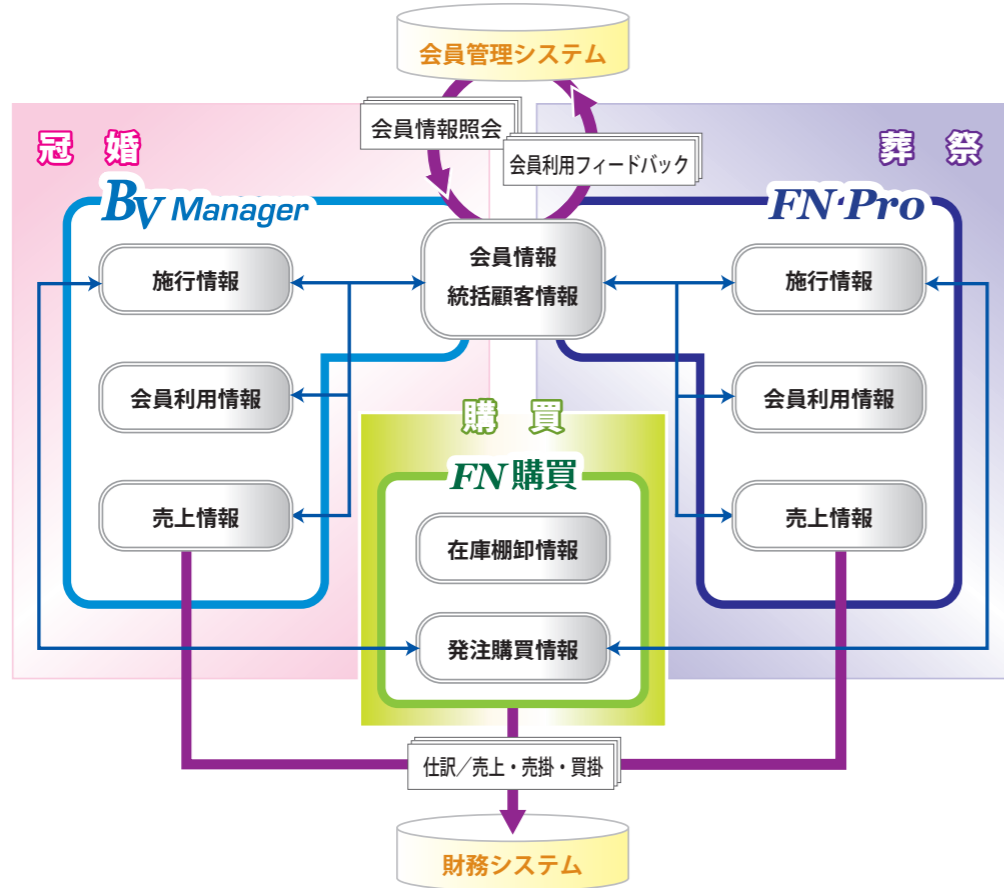 会員管理システム
会員情報照会
会員利用フィードバック
冠婚
葬祭
BV Manager
FN・Pro
会員情報
統括顧客情報
施行情報
施行情報
会員利用情報
会員利用情報
購買
FN購買
売上情報
売上情報
在庫棚卸情報
発注購買情報
仕訳／売上・売掛・買掛
財務システム